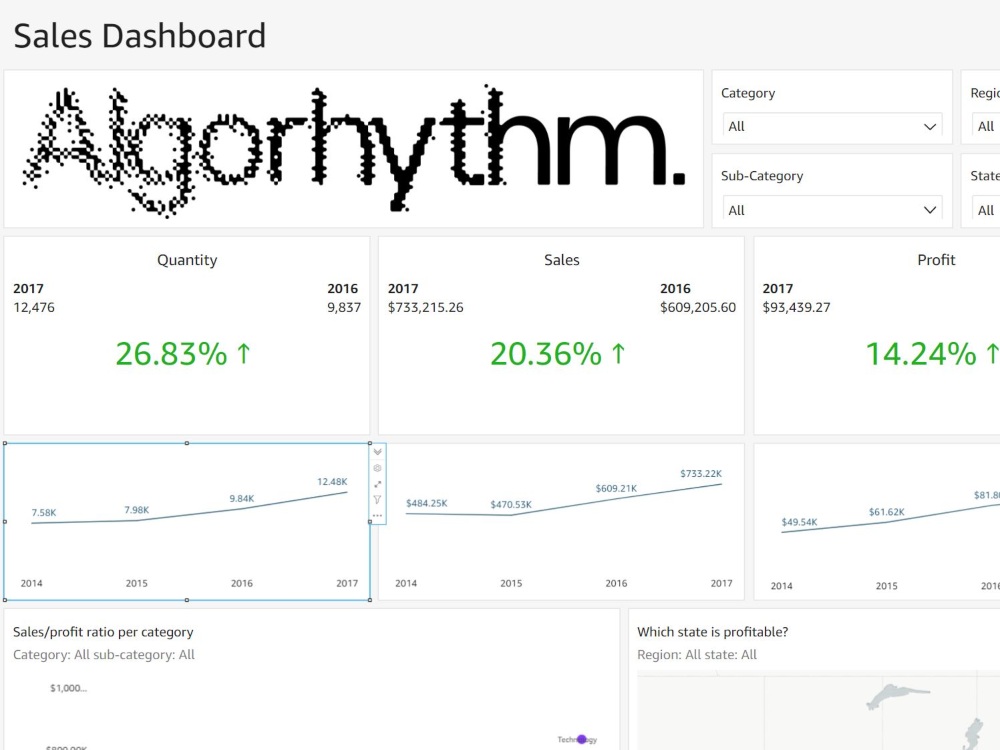 Sales Dashboard
Algorhythm.
Category
All
Regio
All
Sub-Category
All
State
All
Quantity
2017
2016
12,476
9,837
26.83% ↑
Sales
2017
2016
$733,215.26
$609,205.60
20.36% ↑
Profit
2017
$93,439.27
14.24% ↑
7.58K
7.98K
9.84K
12.48K
2014
2015
2016
2017
$484.25K
$470.53K
$609.21K
$733.22K
2014
2015
2016
2017
$49.54K
$61.62K
$81.80
2014
2015
2016
Sales/profit ratio per category
Category: All sub-category: All
$1,000...
Technology
Which state is profitable?
Region: All state: All